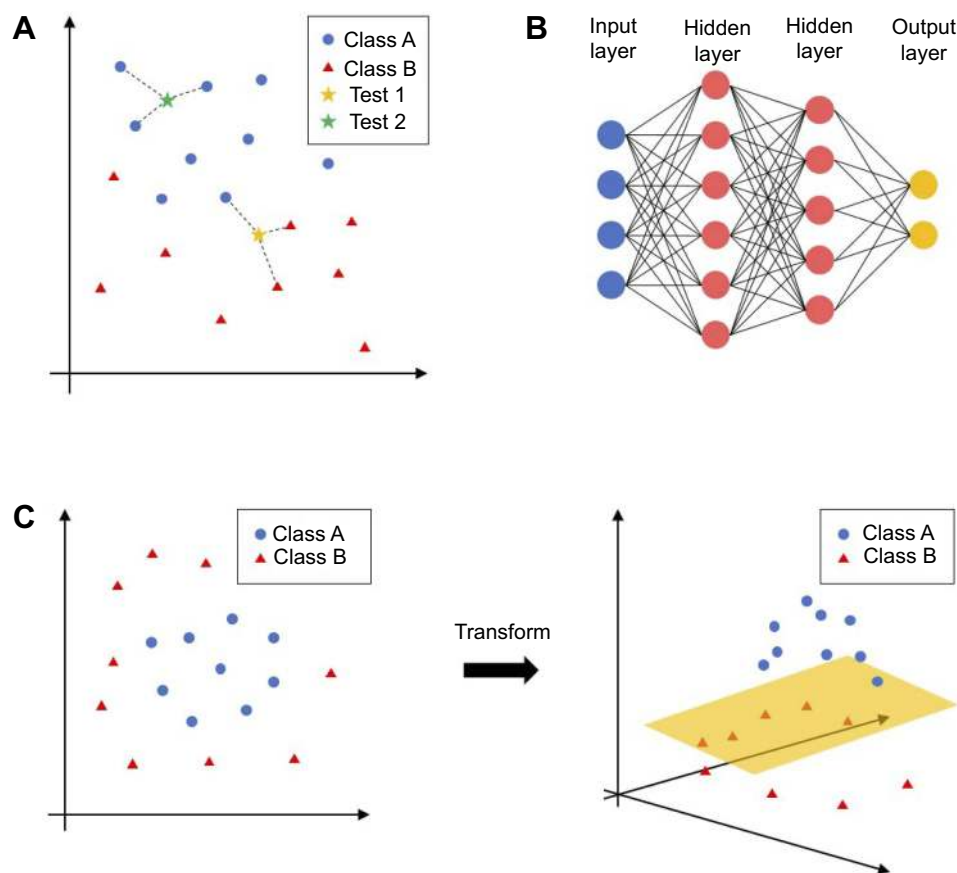 A
Class A
Class B
Test 1
Test 2
B
Input
layer
Hidden
layer
Hidden
layer
Output
layer
C
Class A
Class B
Transform
Class A
Class B